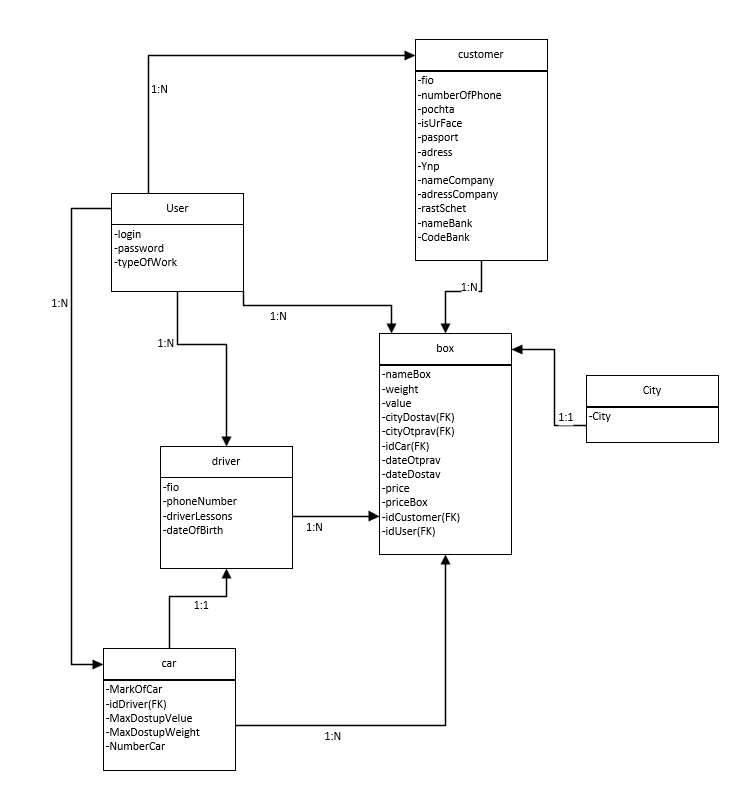 customer
-fio
-numberOfPhone
-pochta
-isUrFace
-pasport
-adress
-Ynp
-nameCompany
-adressCompany
-rastSchet
-nameBank
-CodeBank
1:N
User
-login
-password
-typeOfWork
1:N
1:N
1:N
1:N
box
-nameBox
-weight
-value
-cityDostav(FK)
-cityOtprav(FK)
-idCar(FK)
-dateOtprav
-dateDostav
-price
-priceBox
-idCustomer(FK)
-idUser(FK)
City
-City
1:1
driver
-fio
-phoneNumber
-driverLessons
-dateOfBirth
1:N
1:1
car
-MarkOfCar
-idDriver(FK)
-MaxDostupVelue
-MaxDostupWeight
-NumberCar
1:N